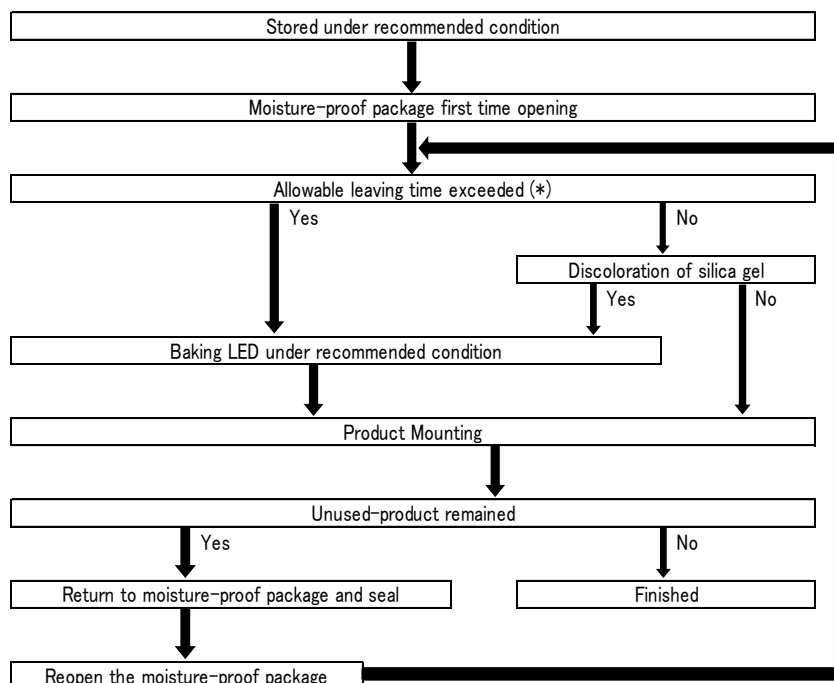 Stored under recommended condition
Moisture-proof package first time opening
Allowable leaving time exceeded (*)
Yes
No
Discoloration of silica gel
Yes
No
Baking LED under recommended condition
Product Mounting
Unused-product remained
Yes
No
Return to moisture-proof package and seal
Finished
Reopen the moisture-proof package